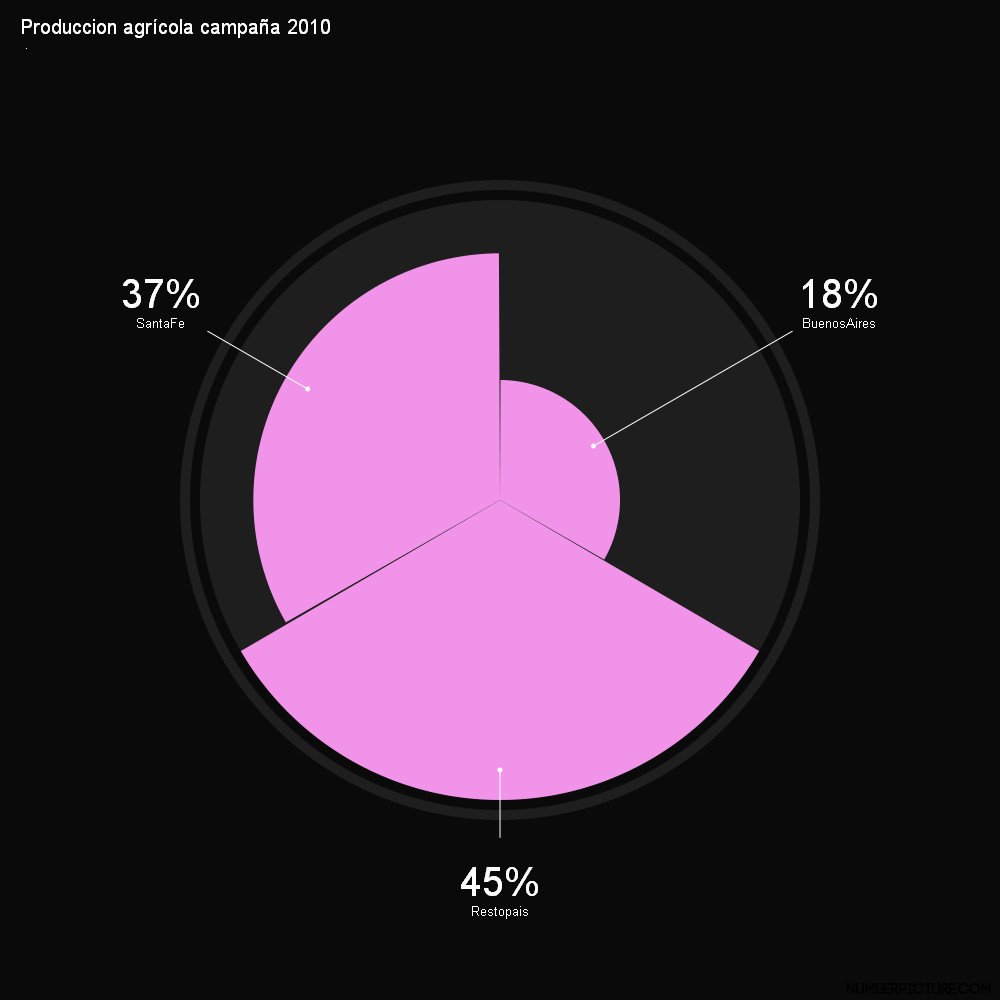 Produccion agrícola campaña 2010
.
37%
SantaFe
18%
BuenosAires
45%
Restopais
NUMBERPICTURE.COM